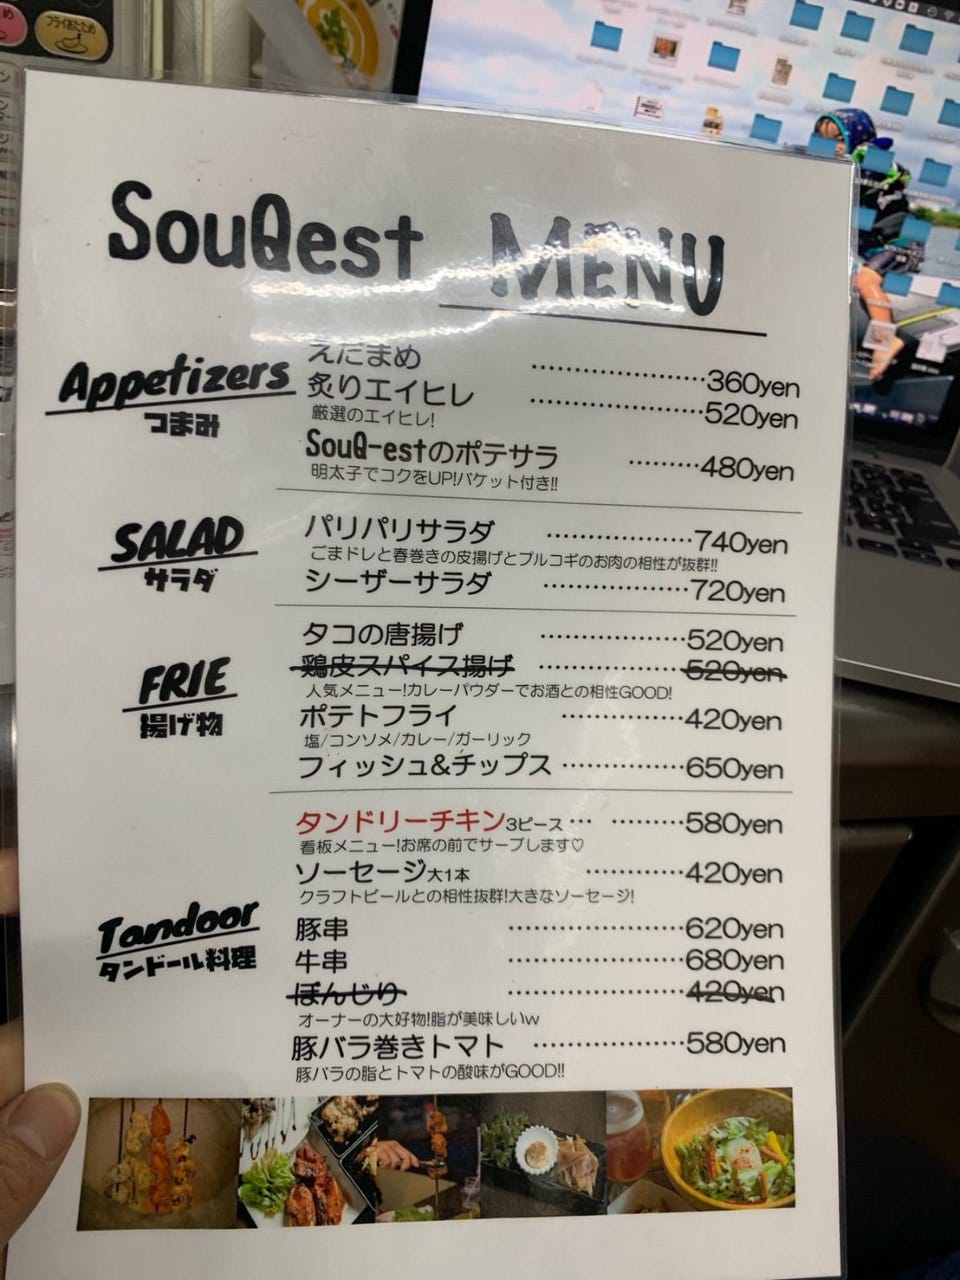 フライあたため
SouQest MENU
Appetizers
つまみ
えだまめ ··················360yen
炙りエイヒレ ··················520yen
厳選のエイヒレ!
SouQ-estのポテサラ ·········480yen
明太子でコクをUP!バケット付き!!
SALAD
サラダ
パリパリサラダ ···············740yen
ごまドレと春巻きの皮揚げとプルコギのお肉の相性が抜群!!
シーザーサラダ ···············720yen
FRIE
揚げ物
タコの唐揚げ ···············520yen
鶏皮スパイス揚げ ···············520yen
人気メニュー!カレーパウダーでお酒との相性GOOD!
ポテトフライ ·············420yen
塩/コンソメ/カレー/ガーリック
フィッシュ&チップス ·············650yen
Tandoor
タンドール料理
タンドリーチキン3ピース··· ·········580yen
看板メニュー!お席の前でサーブします♡
ソーセージ大1本 ············420yen
クラフトビールとの相性抜群!大きなソーセージ!
豚串 ··················620yen
牛串 ··················680yen
ぼんじり ··················420yen
オーナーの大好物!脂が美味しいw
豚バラ巻きトマト ···············580yen
豚バラの脂とトマトの酸味がGOOD!!